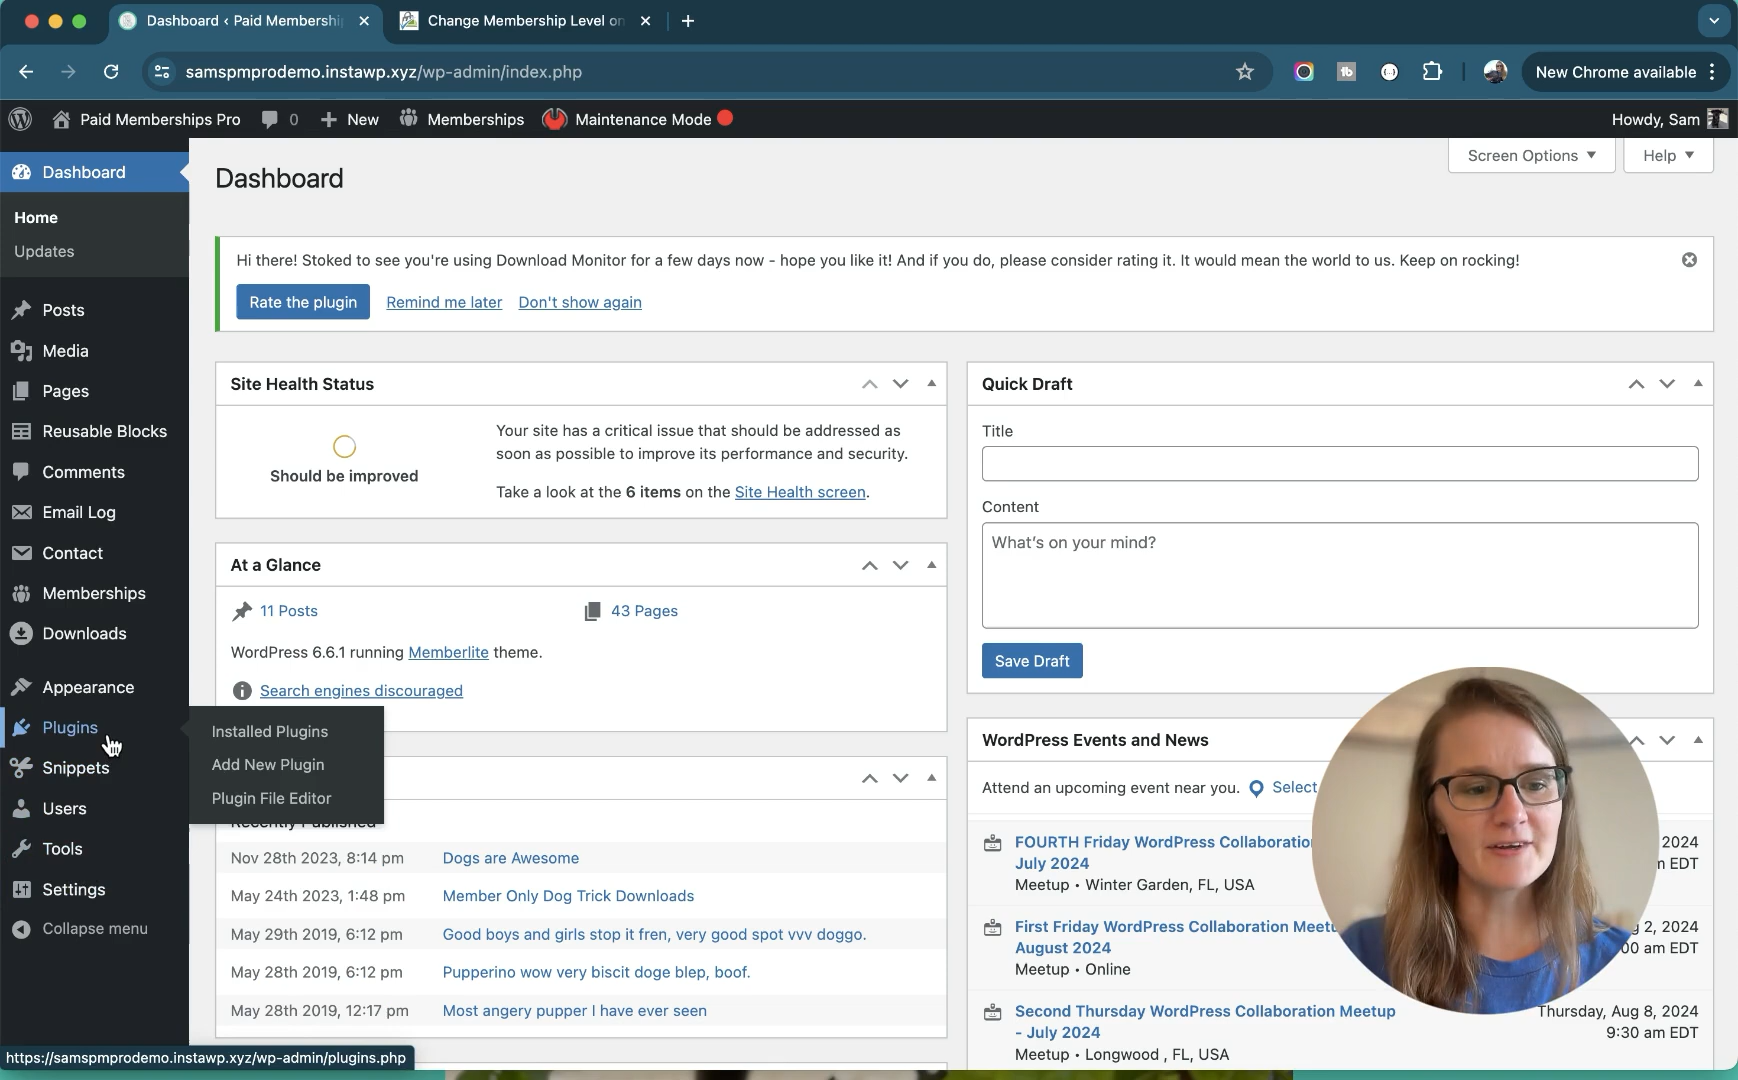 Dashboard ‹ Paid Membershi
Change Membership Level on
samspmprodemo.instawp.xyz/wp-admin/index.php
New Chrome available
Paid Memberships Pro
0
New
Memberships
Maintenance Mode
Howdy, Sam
Dashboard
Home
Updates
Posts
Media
Pages
Reusable Blocks
Comments
Email Log
Contact
Memberships
Downloads
Appearance
Plugins
Snippets
Users
Tools
Settings
Collapse menu
Installed Plugins
Add New Plugin
Plugin File Editor
Dashboard
Screen Options
Help
Hi there! Stoked to see you're using Download Monitor for a few days now - hope you like it! And if you do, please consider rating it. It would mean the world to us. Keep on rocking!
Rate the plugin
Remind me later
Don't show again
Site Health Status
Should be improved
Your site has a critical issue that should be addressed as
soon as possible to improve its performance and security.
Take a look at the 6 items on the Site Health screen.
At a Glance
11 Posts
43 Pages
WordPress 6.6.1 running Memberlite theme.
Search engines discouraged
Recently Published
Nov 28th 2023, 8:14 pm
Dogs are Awesome
May 24th 2023, 1:48 pm
Member Only Dog Trick Downloads
May 29th 2019, 6:12 pm
Good boys and girls stop it fren, very good spot vvv doggo.
May 28th 2019, 6:12 pm
Pupperino wow very biscit doge blep, boof.
May 28th 2019, 12:17 pm
Most angry pupper I have ever seen
Quick Draft
Title
Content
What's on your mind?
Save Draft
WordPress Events and News
Attend an upcoming event near you.
Select
FOURTH Friday WordPress Collaboratio
July 2024
Meetup • Winter Garden, FL, USA
2024
m EDT
First Friday WordPress Collaboration Meetu
August 2024
Meetup • Online
g 2, 2024
00 am EDT
Second Thursday WordPress Collaboration Meetup
- July 2024
Meetup • Longwood , FL, USA
Thursday, Aug 8, 2024
9:30 am EDT
https://samspmprodemo.instawp.xyz/wp-admin/plugins.php